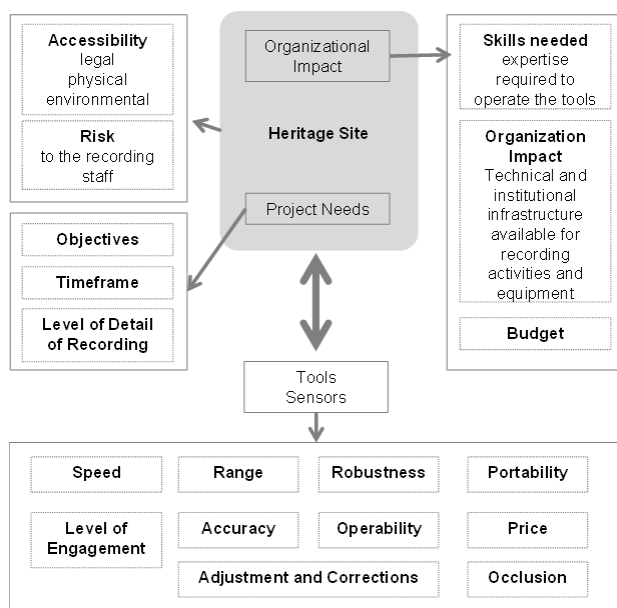 Accessibility
legal
physical
environmental
Risk
to the recording
staff
Organizational
Impact
Heritage Site
Project Needs
Skills needed
expertise
required to
operate the tools
Organization
Impact
Technical and
institutional
infrastructure
available for
recording
activities and
equipment
Budget
Objectives
Timeframe
Level of Detail
of Recording
Tools
Sensors
Speed
Range
Robustness
Portability
Level of
Engagement
Accuracy
Operability
Price
Adjustment and Corrections
Occlusion